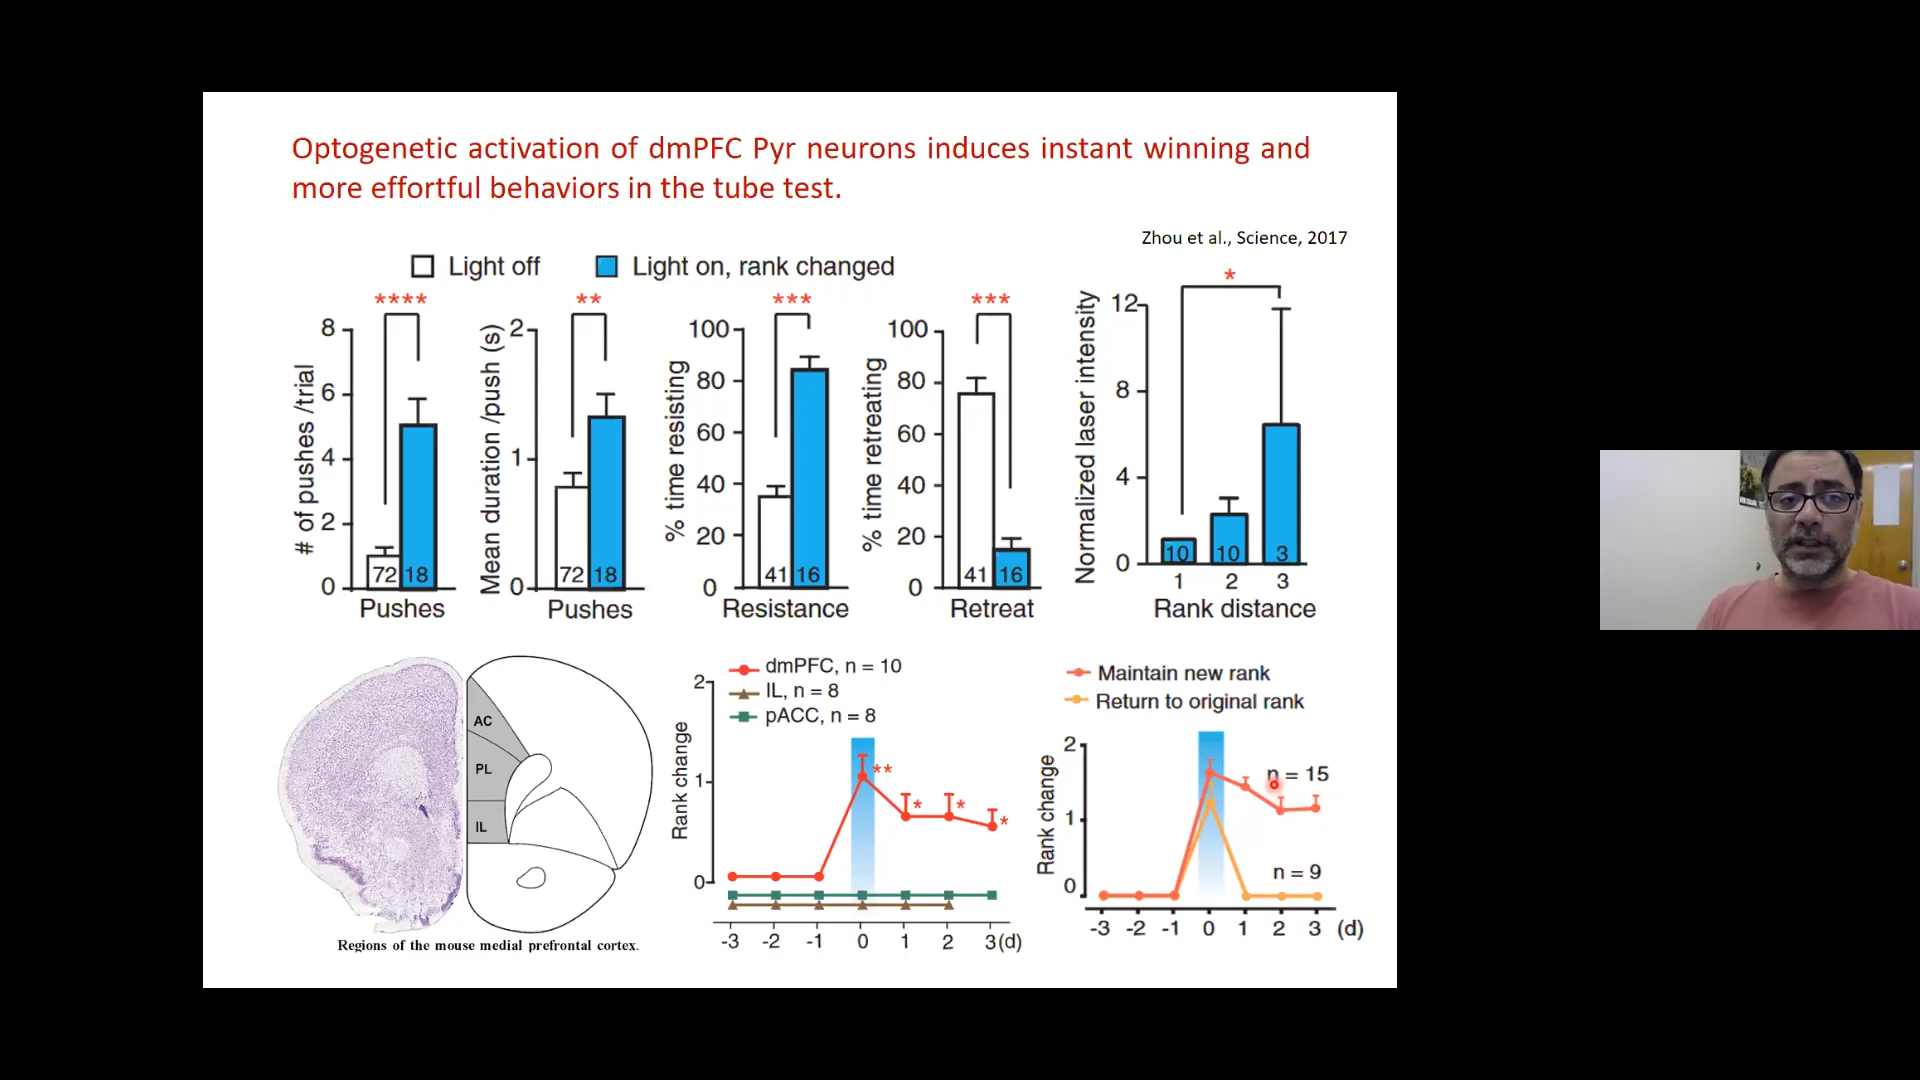 Optogenetic activation of dmPFC Pyr neurons induces instant winning and
more effortful behaviors in the tube test.
Zhou et al., Science, 2017
Light off
Light on, rank changed
****
# of pushes /trial
8
6
4
2
0
72
18
Pushes
**
Mean duration /push (s)
2
1
0
72
18
Pushes
***
% time resisting
100
80
60
40
20
0
41
16
Resistance
***
% time retreating
100
80
60
40
20
0
41
16
Retreat
*
Normalized laser intensity
12
8
4
0
10
10
3
1 2 3
Rank distance
AC
PL
IL
Regions of the mouse medial prefrontal cortex.
dmPFC, n = 10
IL, n = 8
pACC, n = 8
Rank change
2
1
0
**
*
*
*
-3 -2 -1 0 1 2 3 (d)
Maintain new rank
Return to original rank
Rank change
2
1
0
n = 15
n = 9
-3 -2 -1 0 1 2 3 (d)